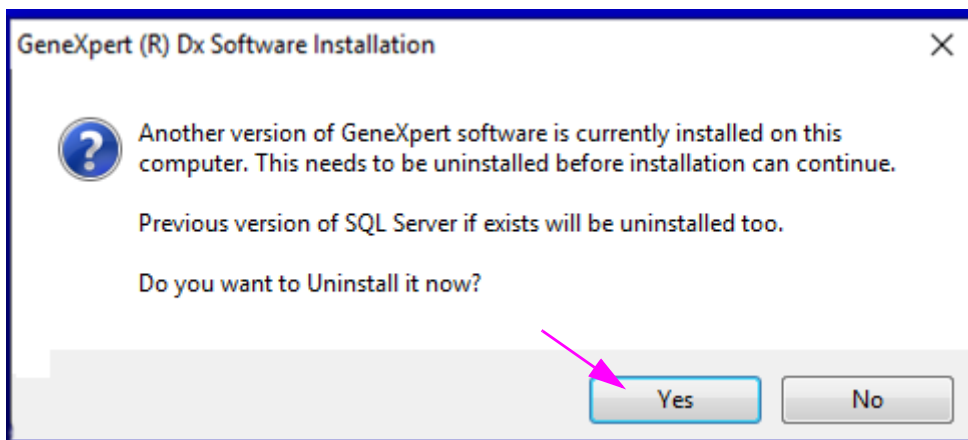 GeneXpert (R) Dx Software Installation
Another version of GeneXpert software is currently installed on this
computer. This needs to be uninstalled before installation can continue.
Previous version of SQL Server if exists will be uninstalled too.
Do you want to Uninstall it now?
Yes
No